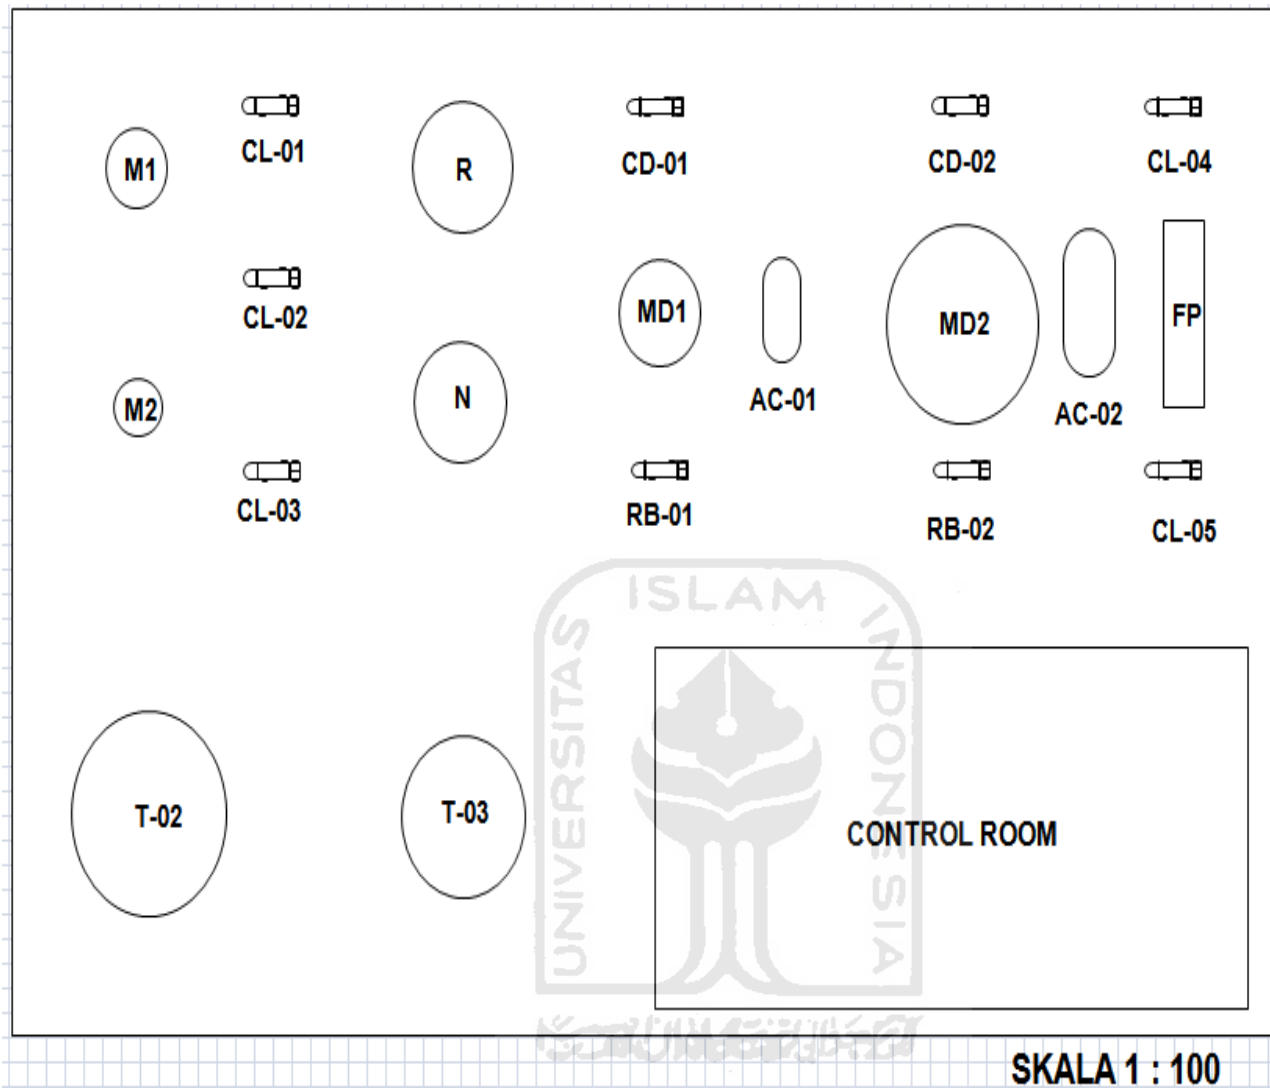 CL-01
M1
R
CD-01
CD-02
CL-04
CL-02
MD1
MD2
FP
M2
N
AC-01
AC-02
CL-03
RB-01
RB-02
CL-05
UNIVERSITAS
ISLAM
INDONESIA
T-02
T-03
CONTROL ROOM
SKALA 1 : 100